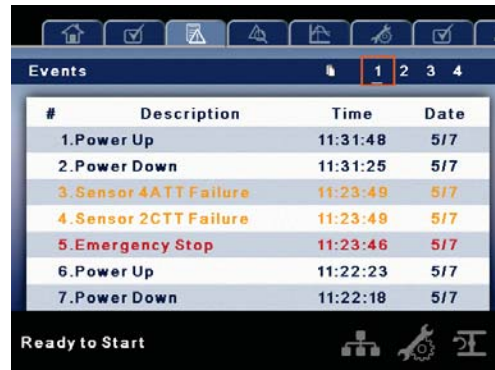 Events 1 2 3 4
# Description Time Date
1.Power Up 11:31:48 5/7
2.Power Down 11:31:25 5/7
3.Sensor 4ATT Failure 11:23:49 5/7
4.Sensor 2CTT Failure 11:23:49 5/7
5.Emergency Stop 11:23:46 5/7
6.Power Up 11:22:23 5/7
7.Power Down 11:22:18 5/7
Ready to Start